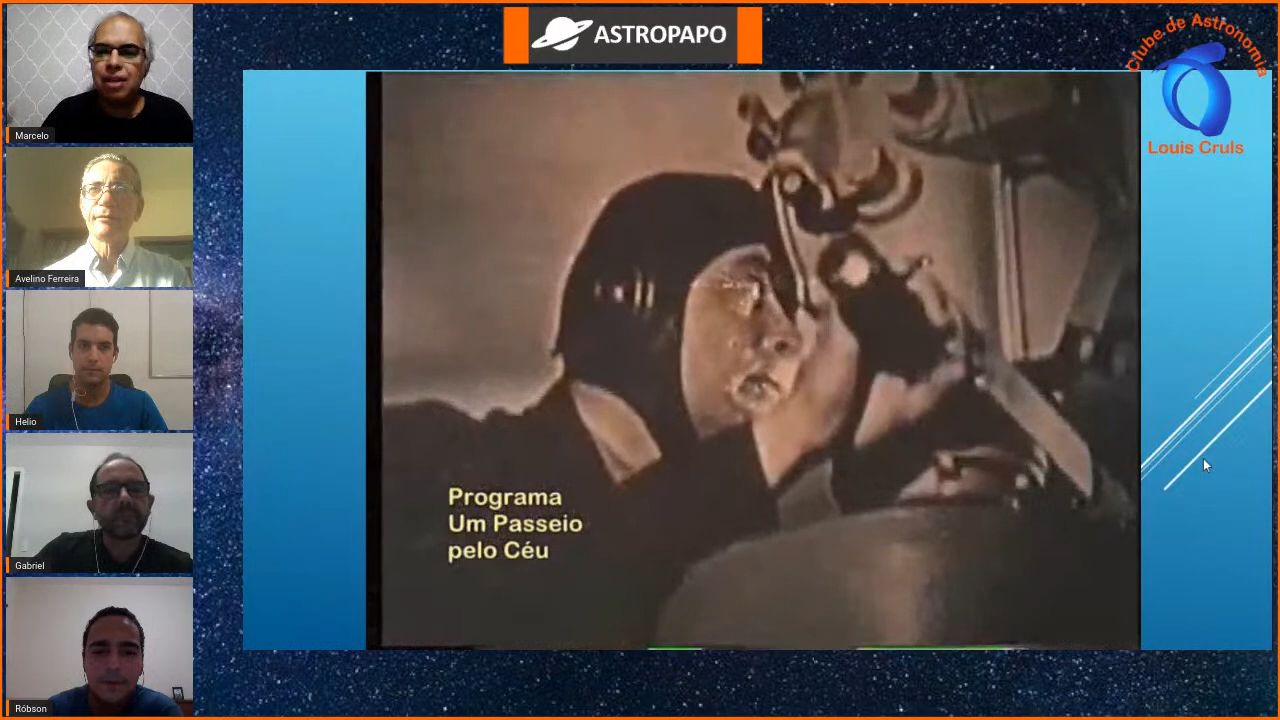 ASTROPAPO
Clube de Astronomia
Louis Cruls
Marcelo
Avelino Ferreira
Helio
Gabriel
Róbson
Programa
Um Passeio
pelo Céu